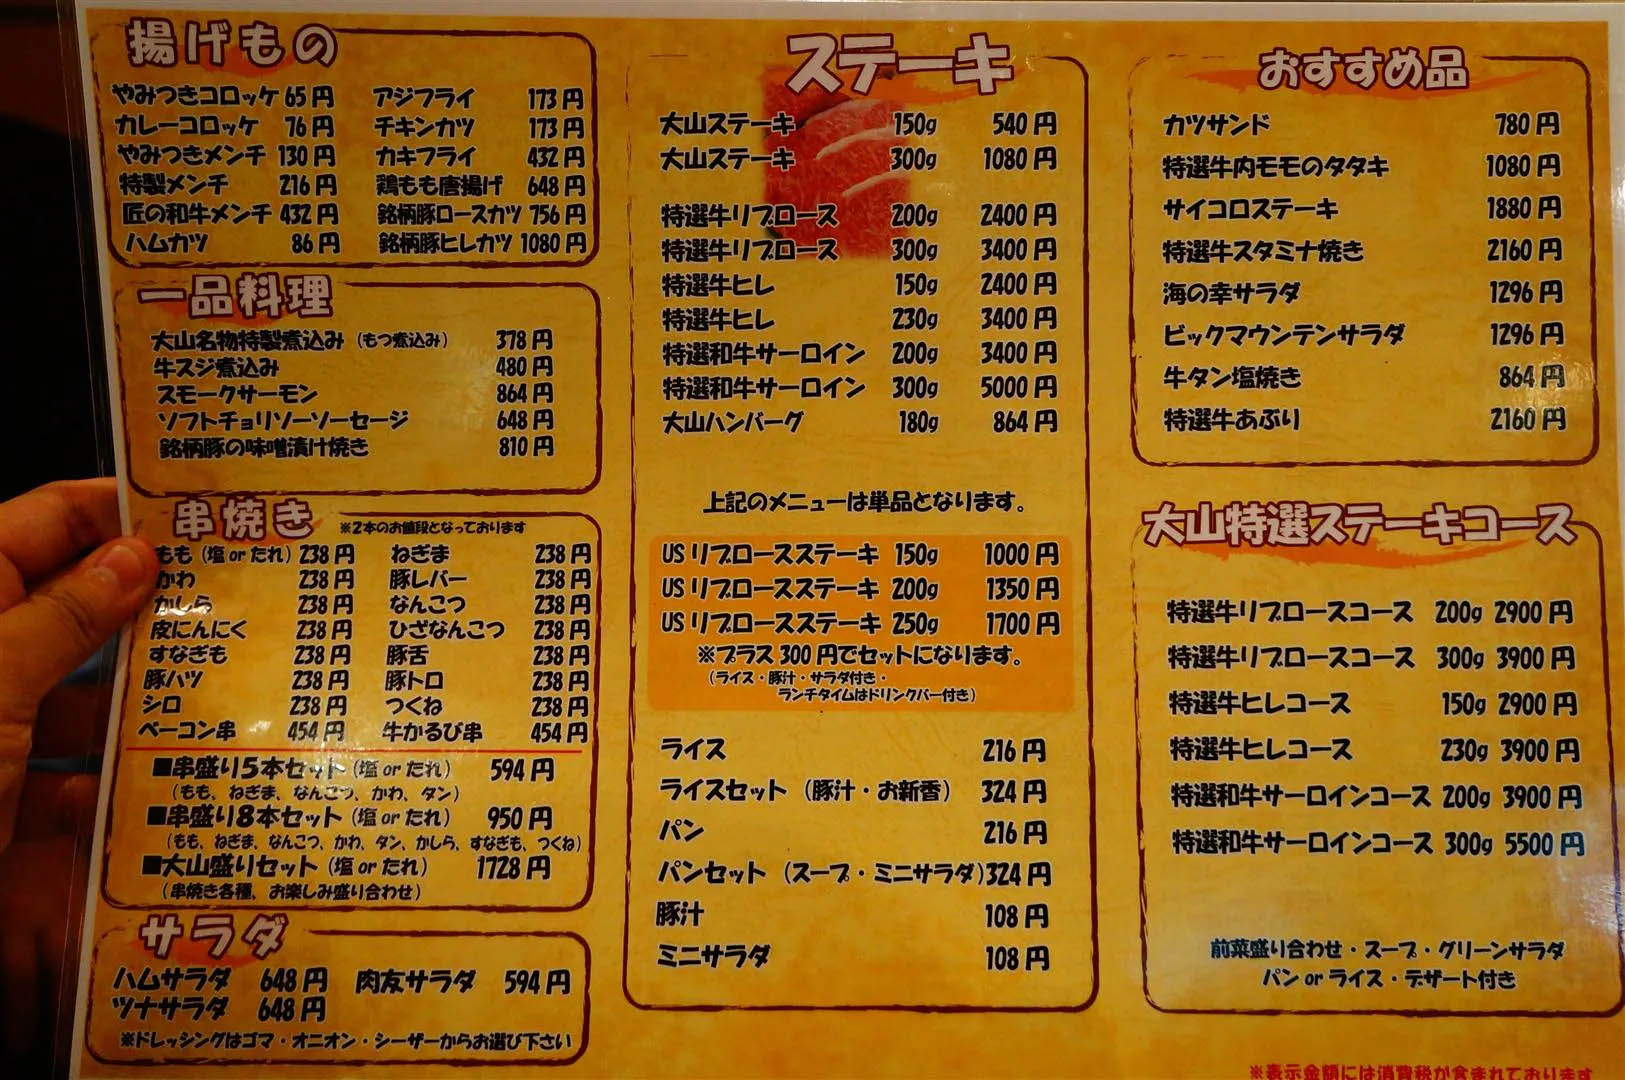 揚げもの
やみつきコロッケ 65円 アジフライ 173円
カレーコロッケ 76円 チキンカツ 173円
やみつきメンチ 130円 カキフライ 432円
特製メンチ 216円 鶏もも唐揚げ 648円
匠の和牛メンチ 432円 銘柄豚ロースカツ 756円
ハムカツ 86円 銘柄豚ヒレカツ 1080円
一品料理
大山名物特製煮込み (もつ煮込み) 378円
牛スジ煮込み 480円
スモークサーモン 864円
ソフトチョリソーソーセージ 648円
銘柄豚の味噌漬け焼き 810円
串焼き ※2本のお値段となっております
もも (塩 or たれ) 238円 ねぎま 238円
かわ 238円 豚レバー 238円
かしら 238円 なんこつ 238円
皮にんにく 238円 ひざなんこつ 238円
すなぎも 238円 豚舌 238円
豚ハツ 238円 豚トロ 238円
シロ 238円 つくね 238円
ベーコン串 454円 牛かるび串 454円
■串盛り5本セット (塩 or たれ) 594円
(もも、ねぎま、なんこつ、かわ、タン)
■串盛り8本セット (塩 or たれ) 950円
(もも、ねぎま、なんこつ、かわ、タン、かしら、すなぎも、つくね)
■大山盛りセット (塩 or たれ) 1728円
(串焼き各種、お楽しみ盛り合わせ)
サラダ
ハムサラダ 648円 肉友サラダ 594円
ツナサラダ 648円
※ドレッシングはゴマ・オニオン・シーザーからお選び下さい
ステーキ
大山ステーキ 150g 540円
大山ステーキ 300g 1080円
特選牛リブロース 200g 2400円
特選牛リブロース 300g 3400円
特選牛ヒレ 150g 2400円
特選牛ヒレ 230g 3400円
特選和牛サーロイン 200g 3400円
特選和牛サーロイン 300g 5000円
大山ハンバーグ 180g 864円
上記のメニューは単品となります。
USリブロースステーキ 150g 1000円
USリブロースステーキ 200g 1350円
USリブロースステーキ 250g 1700円
※プラス300円でセットになります。
(ライス・豚汁・サラダ付き・
ランチタイムはドリンクバー付き)
ライス 216円
ライスセット (豚汁・お新香) 324円
パン 216円
パンセット (スープ・ミニサラダ) 324円
豚汁 108円
ミニサラダ 108円
おすすめ品
カツサンド 780円
特選牛内モモのタタキ 1080円
サイコロステーキ 1880円
特選牛スタミナ焼き 2160円
海の幸サラダ 1296円
ビックマウンテンサラダ 1296円
牛タン塩焼き 864円
特選牛あぶり 2160円
大山特選ステーキコース
特選牛リブロースコース 200g 2900円
特選牛リブロースコース 300g 3900円
特選牛ヒレコース 150g 2900円
特選牛ヒレコース 230g 3900円
特選和牛サーロインコース 200g 3900円
特選和牛サーロインコース 300g 5500円
前菜盛り合わせ・スープ・グリーンサラダ
パン or ライス・デザート付き
※表示金額には消費税が含まれております